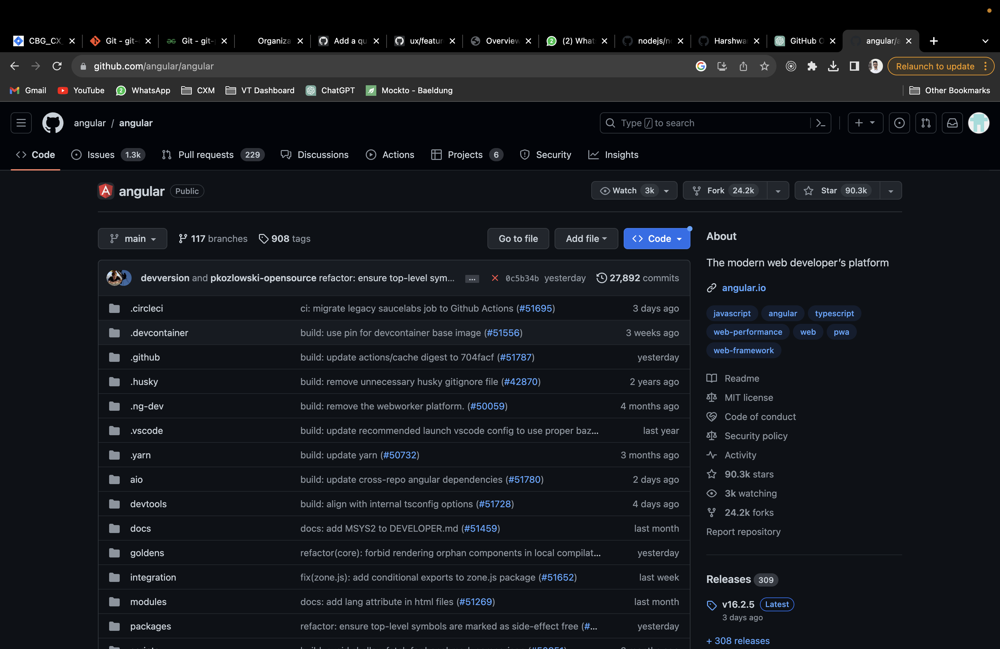 CBG_CX_
Git - git-
Git - git-
Organiza
Add a qu
ux/featur
Overview
(2) What
nodejs/n
Harshwa
GitHub
angular/a
github.com/angular/angular
Relaunch to update
Gmail YouTube 2 WhatsApp CXM VT Dashboard ChatGPT Mockto - Baeldung Other Bookmarks
angular / angular
Type / to search
Code Issues 1.3k Pull requests 229 Discussions Actions Projects 6 Security Insights
angular Public
Watch 3k Fork 24.2k Star 90.3k
main 117 branches 908 tags Go to file Add file Code
devversion and pkozlowski-opensource refactor: ensure top-level sym... ... 0c5b34b yesterday 27,892 commits
.circleci ci: migrate legacy saucelabs job to Github Actions (#51695) 3 days ago
.devcontainer build: use pin for devcontainer base image (#51556) 3 weeks ago
.github build: update actions/cache digest to 704facf (#51787) yesterday
.husky build: remove unnecessary husky gitignore file (#42870) 2 years ago
.ng-dev build: remove the webworker platform. (#50059) 4 months ago
.vscode build: update recommended launch vscode config to use proper baz... last year
.yarn build: update yarn (#50732) 3 months ago
aio build: update cross-repo angular dependencies (#51780) 2 days ago
devtools build: align with internal tsconfig options (#51728) 4 days ago
docs docs: add MSYS2 to DEVELOPER.md (#51459) last month
goldens refactor(core): forbid rendering orphan components in local compilat... yesterday
integration fix(zone.js): add conditional exports to zone.js package (#51652) last week
modules docs: add lang attribute in html files (#51269) last month
packages refactor: ensure top-level symbols are marked as side-effect free (#... yesterday
About
The modern web developer’s platform
angular.io
javascript angular typescript
web-performance web pwa
web-framework
Readme
MIT license
Code of conduct
Security policy
Activity
90.3k stars
3k watching
24.2k forks
Report repository
Releases 309
v16.2.5 Latest
3 days ago
+ 308 releases